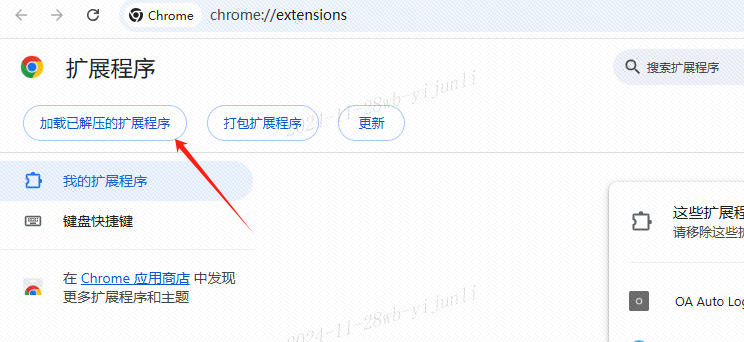 Chrome
chrome://extensions
扩展程序
搜索扩展程序
加载已解压的扩展程序
打包扩展程序
更新
我的扩展程序
键盘快捷键
在 Chrome 应用商店 中发现
更多扩展程序和主题
这些扩展程
请移除这些扩
OA Auto Log
2024-11-28wb-yijunli
2024-11-28wb-yijunli